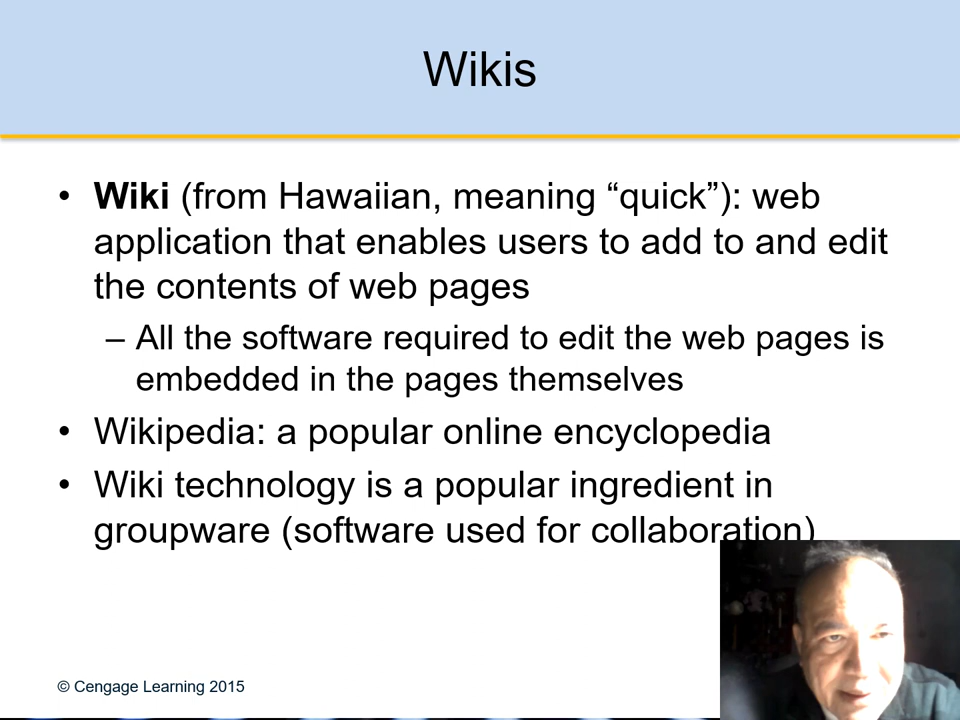 Wikis
• Wiki (from Hawaiian, meaning “quick”): web
application that enables users to add to and edit
the contents of web pages
– All the software required to edit the web pages is
embedded in the pages themselves
• Wikipedia: a popular online encyclopedia
• Wiki technology is a popular ingredient in
groupware (software used for collaboration)
© Cengage Learning 2015